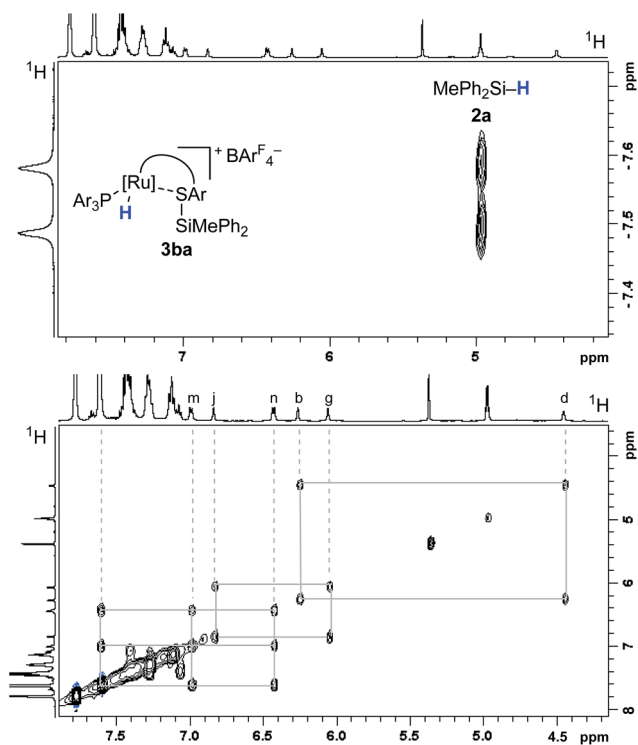 ¹H
¹H
ppm
MePh₂Si–H
2a
-7.6
-7.5
-7.4
+ BArF₄–
[Ru]
Ar₃P
SAr
H
SiMePh₂
3ba
7
6
5
ppm
m
j
n
b
g
d
¹H
¹H
ppm
5
6
7
8
7.5
7.0
6.5
6.0
5.5
5.0
4.5
ppm